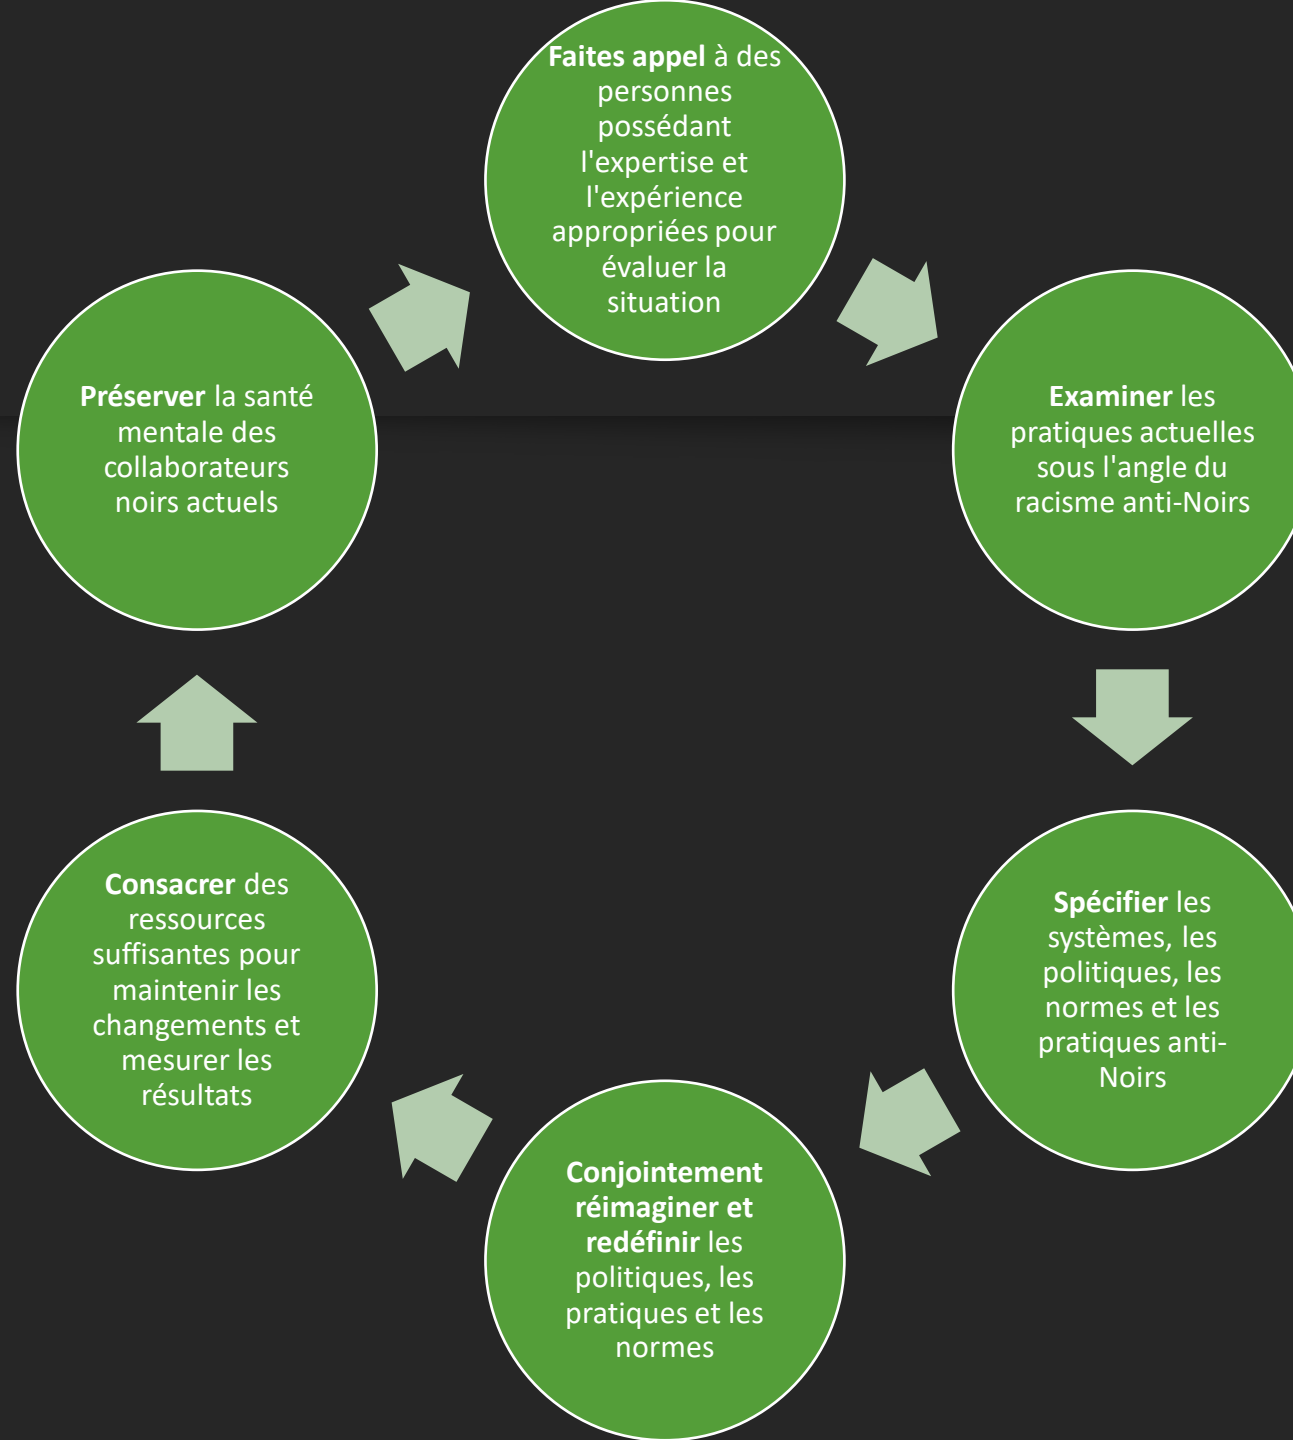 Faites appel à des
personnes
possédant
l'expertise et
l'expérience
appropriées pour
évaluer la
situation
Examiner les
pratiques actuelles
sous l'angle du
racisme anti-Noirs
Spécifier les
systèmes, les
politiques, les
normes et les
pratiques anti-
Noirs
Conjointement
réimaginer et
redéfinir les
politiques, les
pratiques et les
normes
Consacrer des
ressources
suffisantes pour
maintenir les
changements et
mesurer les
résultats
Préserver la santé
mentale des
collaborateurs
noirs actuels